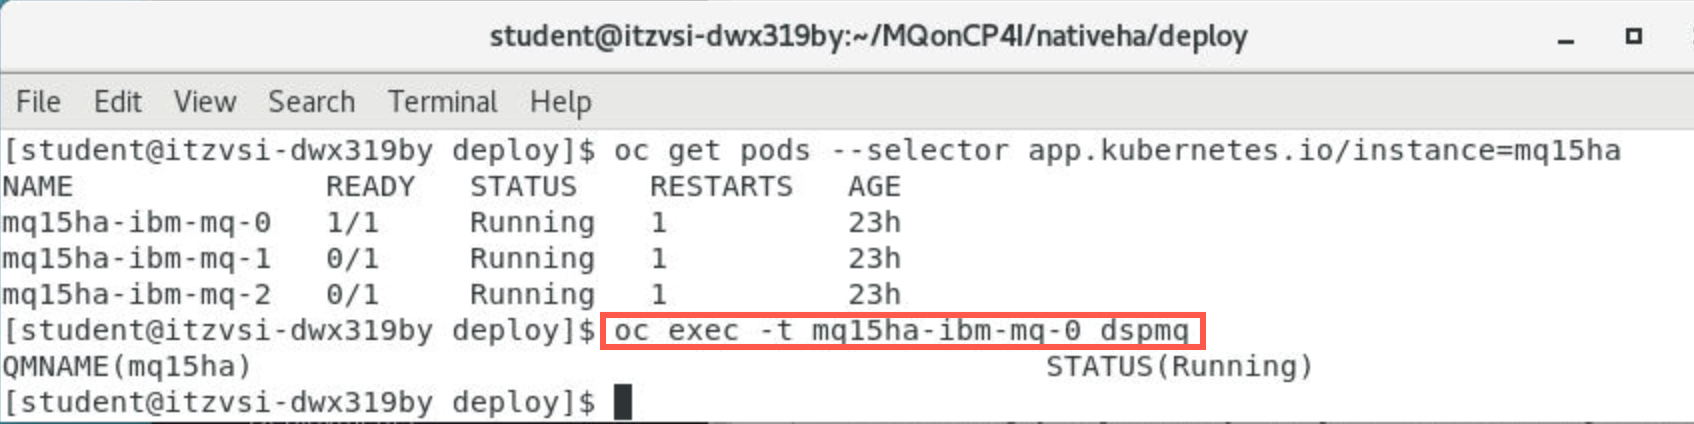 student@itzvsi-dwx319by:~/MQonCP4I/nativeha/deploy
File Edit View Search Terminal Help
[student@itzvsi-dwx319by deploy]$ oc get pods --selector app.kubernetes.io/instance=mq15ha
NAME READY STATUS RESTARTS AGE
mq15ha-ibm-mq-0 1/1 Running 1 23h
mq15ha-ibm-mq-1 0/1 Running 1 23h
mq15ha-ibm-mq-2 0/1 Running 1 23h
[student@itzvsi-dwx319by deploy]$ oc exec -t mq15ha-ibm-mq-0 dspmq
QMNAME(mq15ha) STATUS(Running)
[student@itzvsi-dwx319by deploy]$